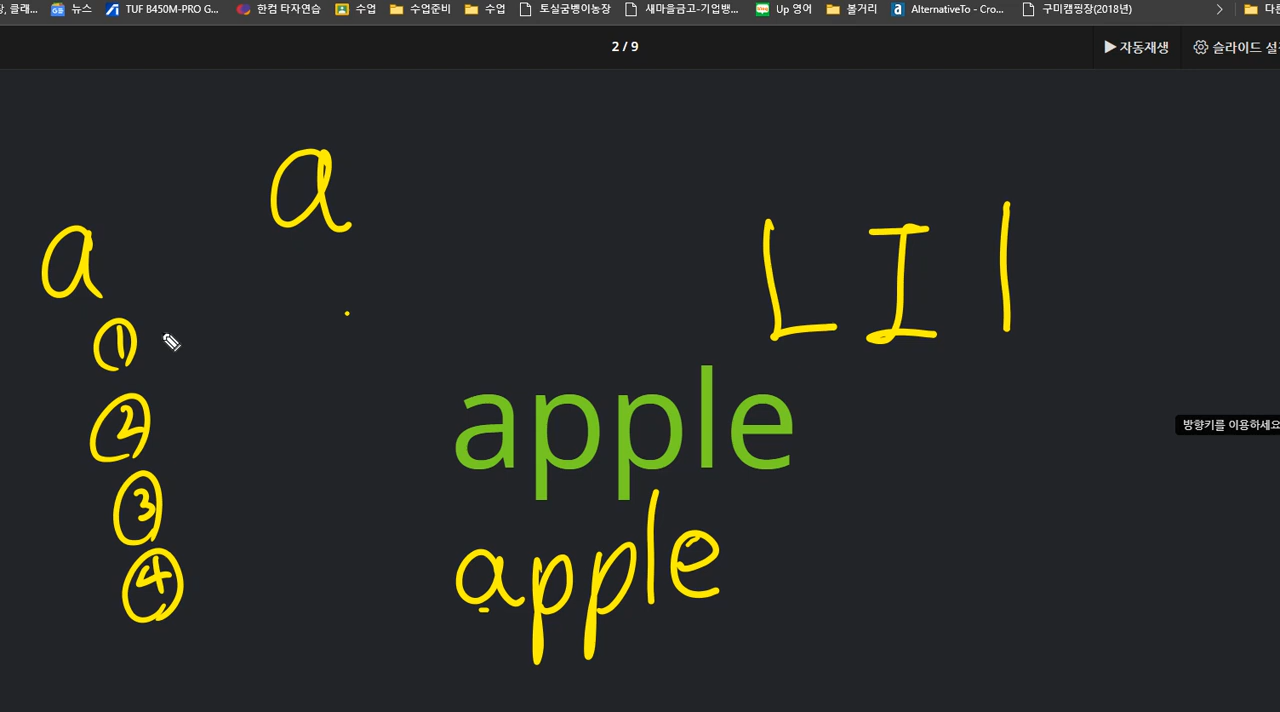 상, 클래... 뉴스 TUF B450M-PRO G... 한컴 타자연습 수업 수업준비 수업 토실굼벵이농장 새마을금고-기업뱅... Up 영어 볼거리 AlternativeTo - Cro... 구미캠핑장(2018년)
2 / 9 ▶ 자동재생 슬라이드 설
a
a
L I l
①
②
③
④
apple
방향키를 이용하세요
apple